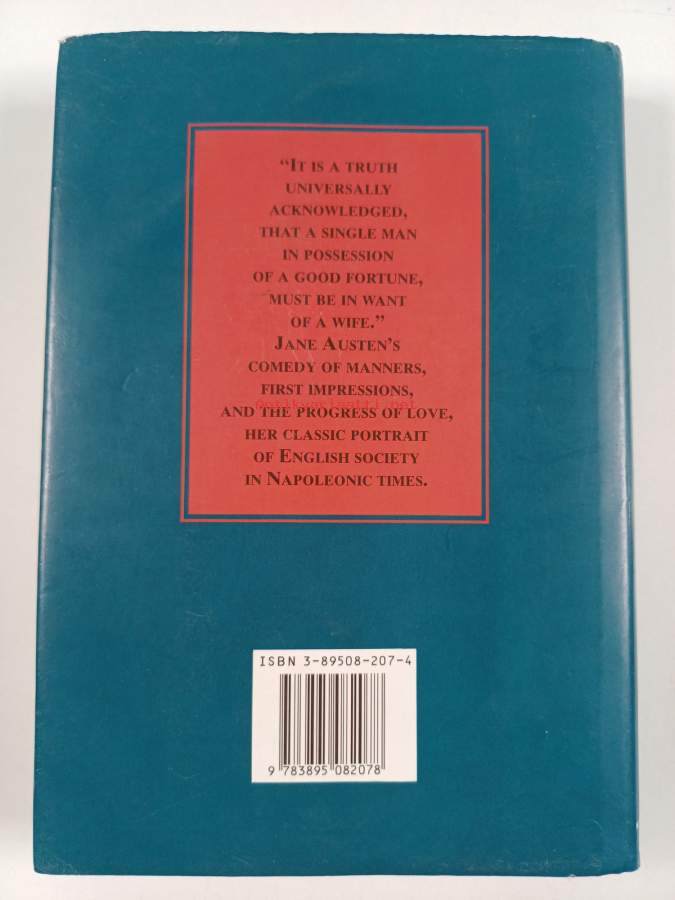 “IT IS A TRUTH
UNIVERSALLY
ACKNOWLEDGED,
THAT A SINGLE MAN
IN POSSESSION
OF A GOOD FORTUNE,
MUST BE IN WANT
OF A WIFE.”
JANE AUSTEN’S
COMEDY OF MANNERS,
FIRST IMPRESSIONS,
AND THE PROGRESS OF LOVE,
HER CLASSIC PORTRAIT
OF ENGLISH SOCIETY
IN NAPOLEONIC TIMES.
ISBN 3-89508-207-4
9 783895 082078